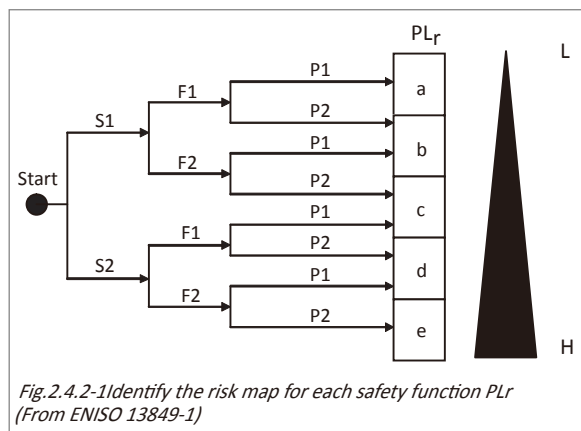 PLr
L
P1
a
F1
P2
S1
P1
b
F2
P2
Start
c
P1
F1
P2
S2
d
P1
F2
P2
e
H
Fig.2.4.2-1Identify the risk map for each safety function PLr
(From ENISO 13849-1)